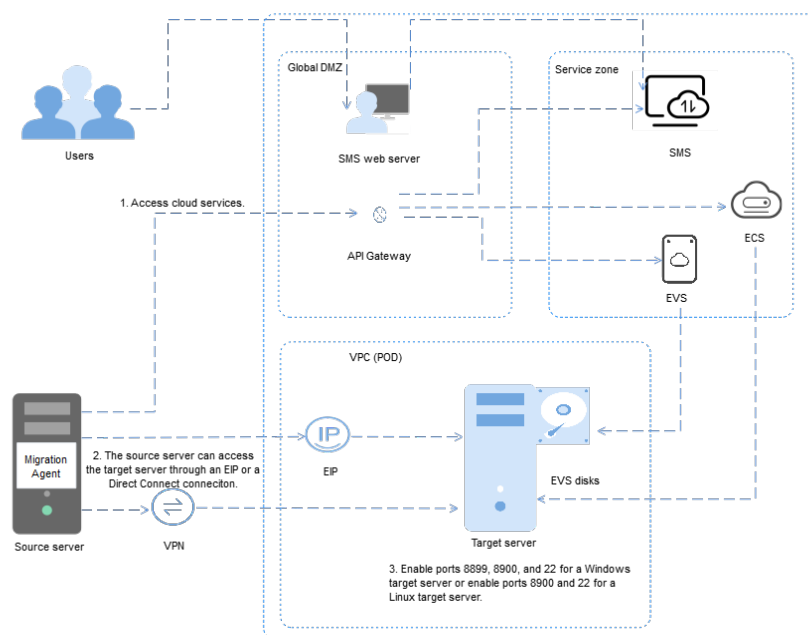 Global DMZ
Service zone
Users
SMS web server
SMS
1. Access cloud services.
API Gateway
ECS
EVS
VPC (POD)
Migration
Agent
2. The source server can access
the target server through an EIP or a
Direct Connect conneciton.
IP
EIP
EVS disks
Source server
VPN
Target server
3. Enable ports 8899, 8900, and 22 for a Windows
target server or enable ports 8900 and 22 for a
Linux target server.